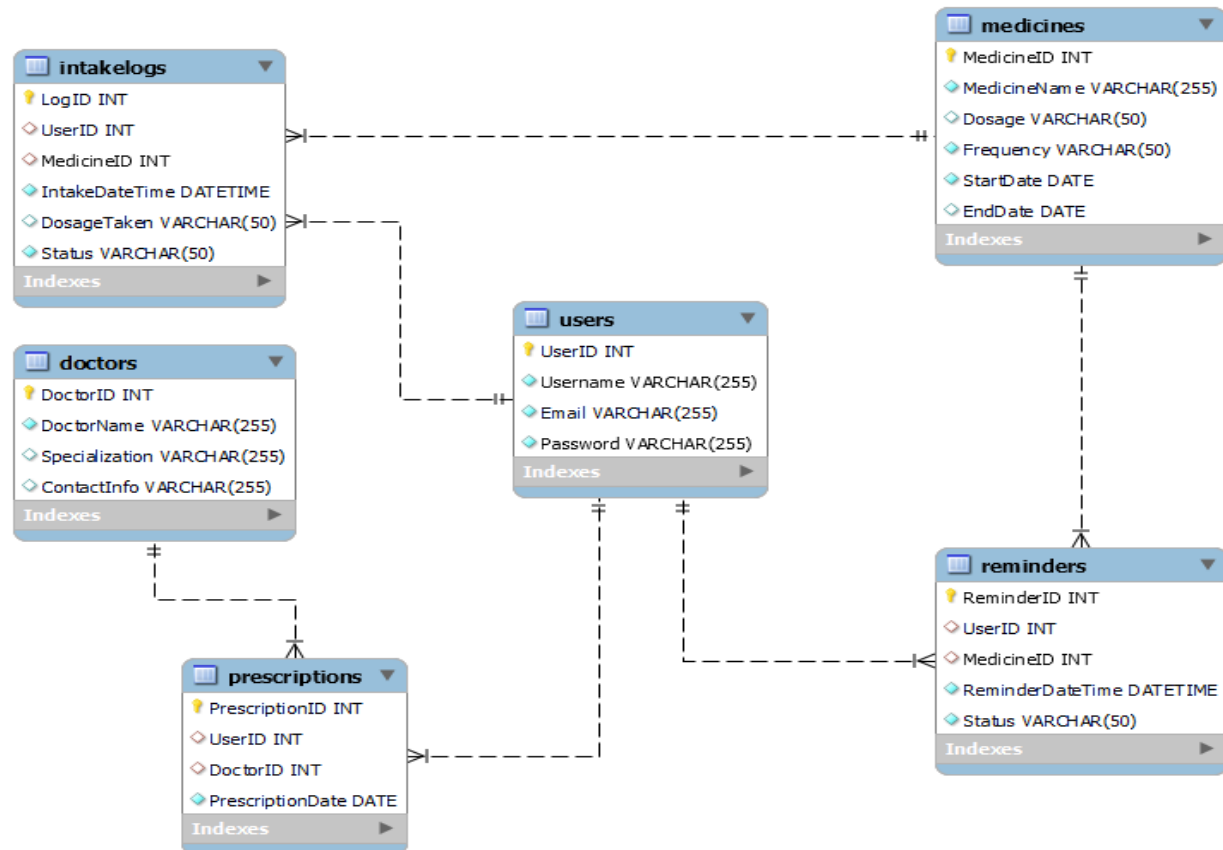 intakelogs
LogID INT
UserID INT
MedicineID INT
IntakeDateTime DATETIME
DosageTaken VARCHAR(50)
Status VARCHAR(50)
Indexes
medicines
MedicineID INT
MedicineName VARCHAR(255)
Dosage VARCHAR(50)
Frequency VARCHAR(50)
StartDate DATE
EndDate DATE
Indexes
users
UserID INT
Username VARCHAR(255)
Email VARCHAR(255)
Password VARCHAR(255)
Indexes
doctors
DoctorID INT
DoctorName VARCHAR(255)
Specialization VARCHAR(255)
ContactInfo VARCHAR(255)
Indexes
prescriptions
PrescriptionID INT
UserID INT
DoctorID INT
PrescriptionDate DATE
Indexes
reminders
ReminderID INT
UserID INT
MedicineID INT
ReminderDateTime DATETIME
Status VARCHAR(50)
Indexes